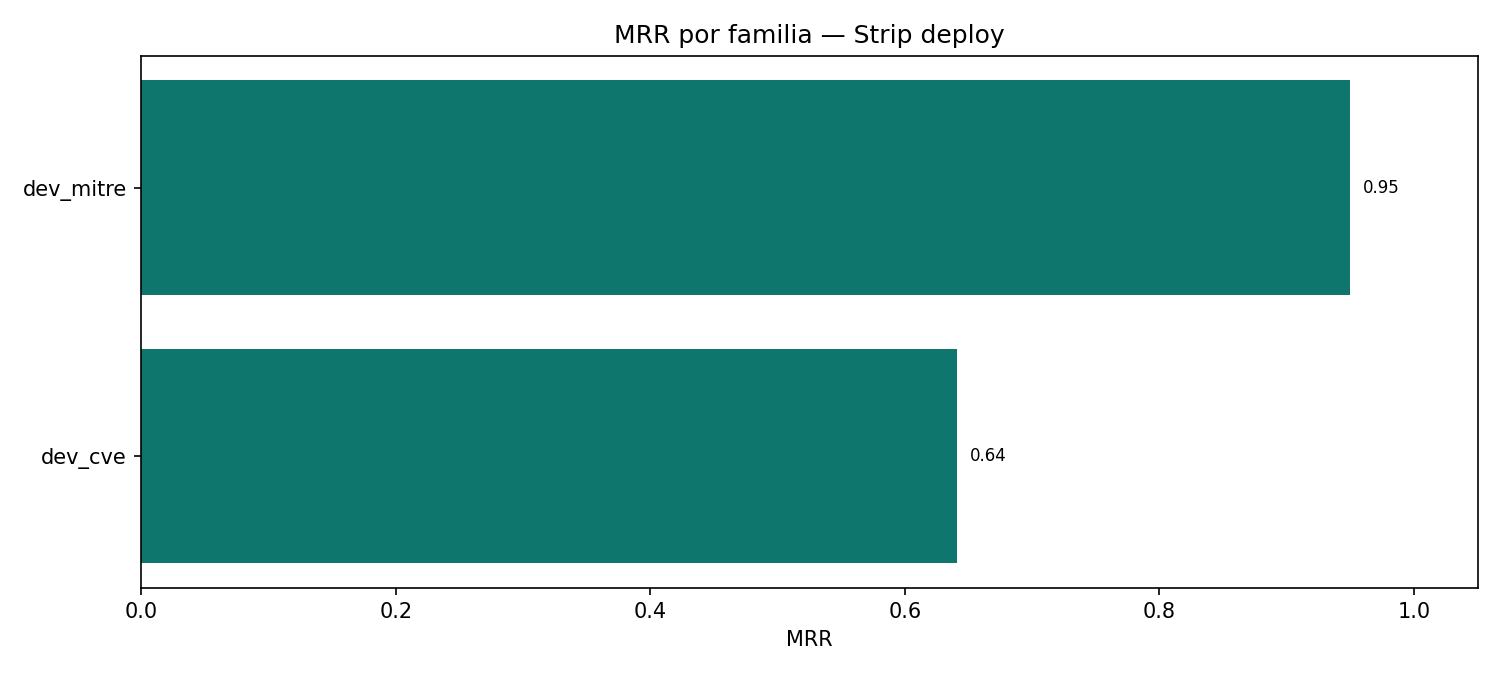 MRR por familia — Strip deploy
dev_mitre
0.95
dev_cve
0.64
0.0 0.2 0.4 0.6 0.8 1.0
MRR